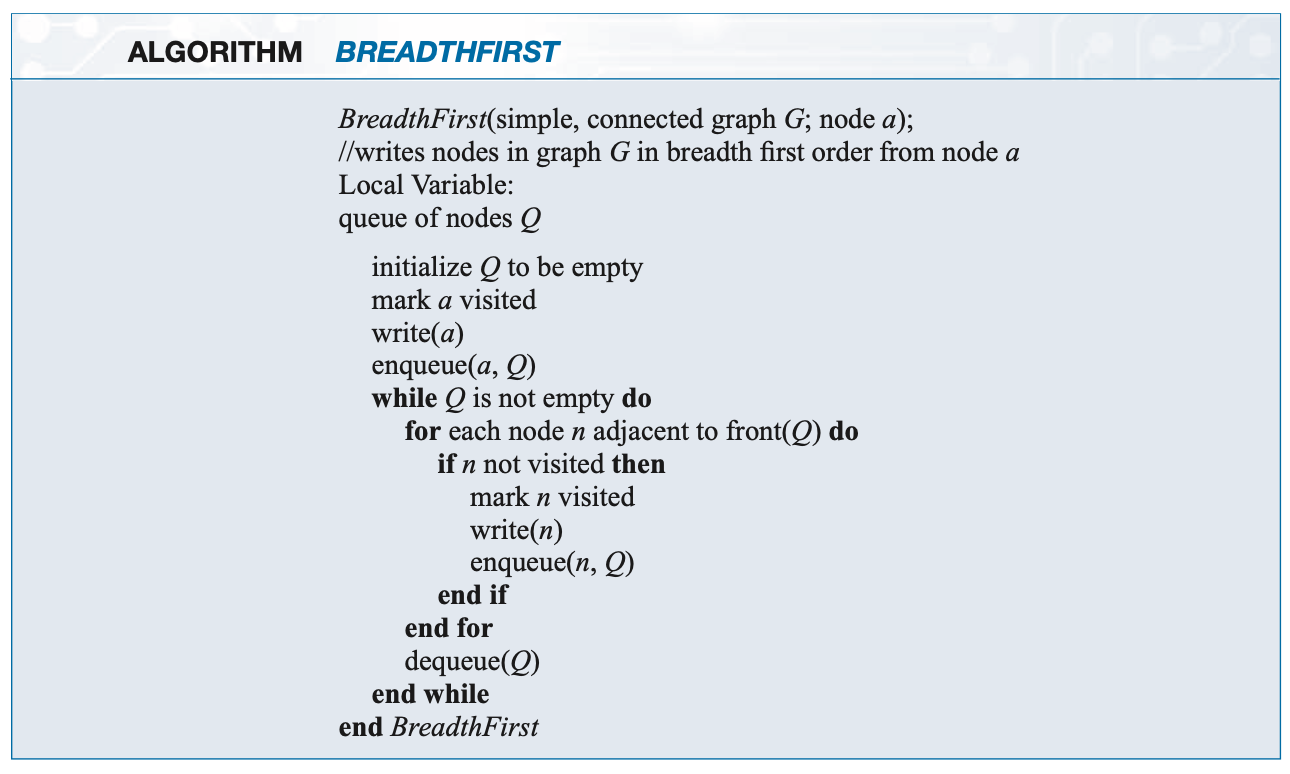 ALGORITHM BREADTHFIRST
BreadthFirst(simple, connected graph G; node a);
//writes nodes in graph G in breadth first order from node a
Local Variable:
queue of nodes Q
initialize Q to be empty
mark a visited
write(a)
enqueue(a, Q)
while Q is not empty do
for each node n adjacent to front(Q) do
if n not visited then
mark n visited
write(n)
enqueue(n, Q)
end if
end for
dequeue(Q)
end while
end BreadthFirst